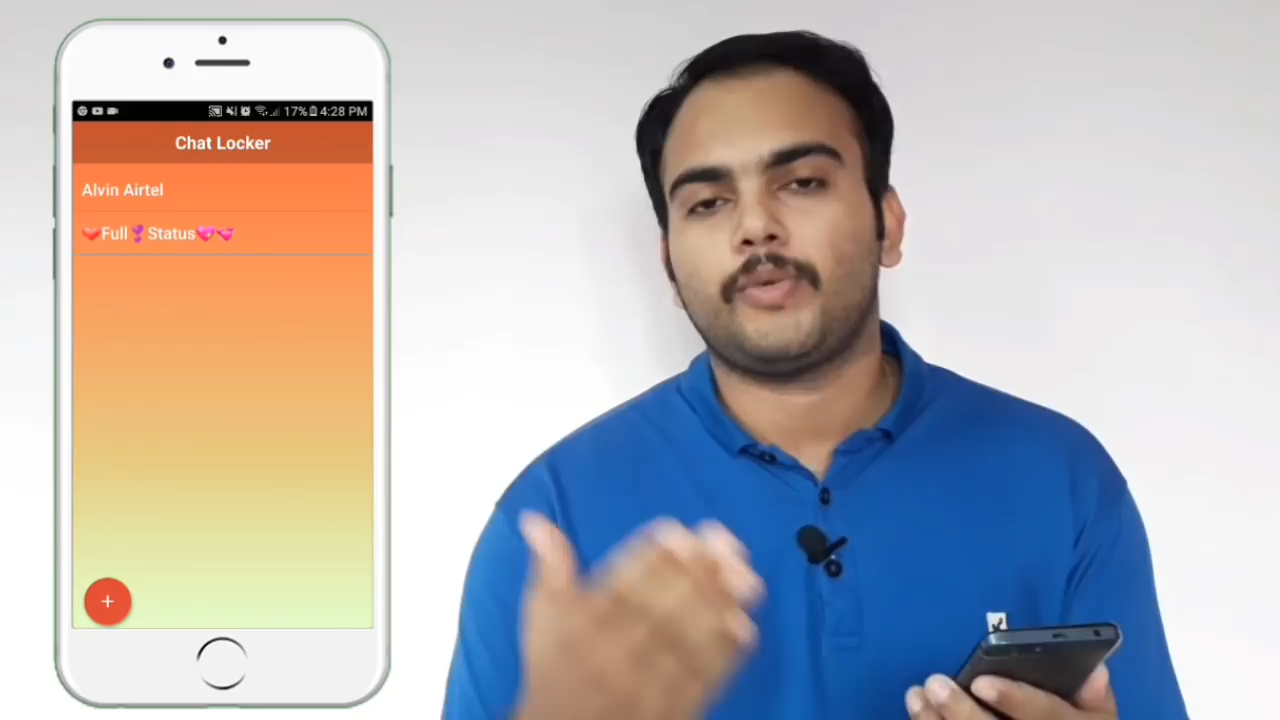 17% 4:28 PM
Chat Locker
Alvin Airtel
❤️Full❣️Status💖💕
+